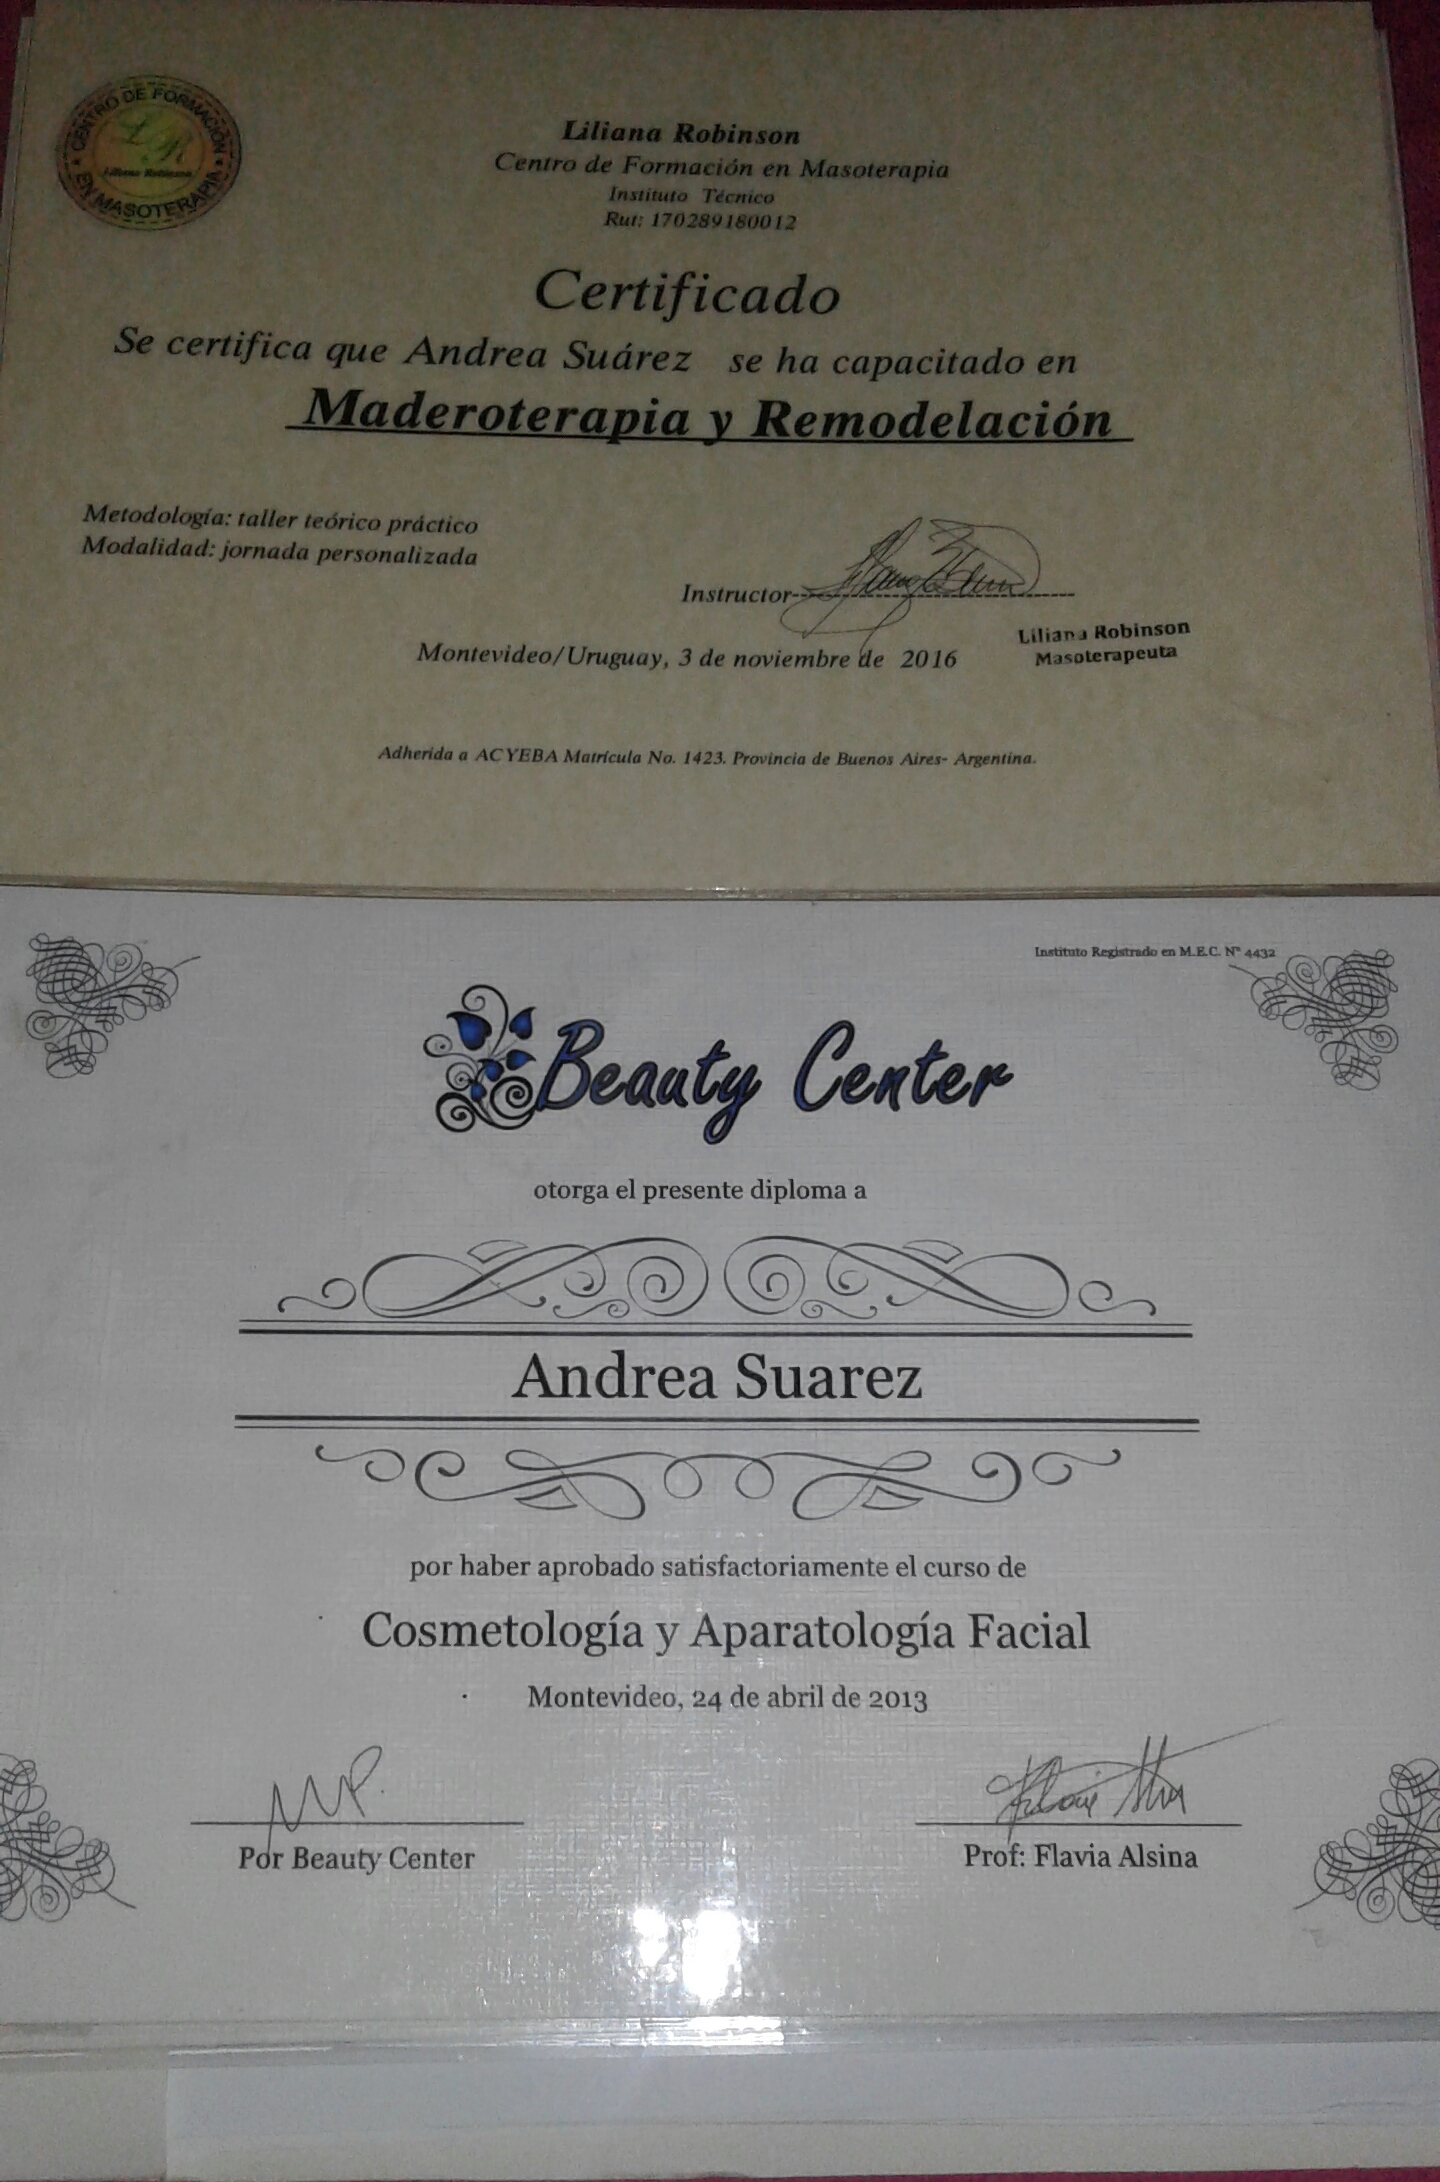 CENTRO DE FORMACIÓN
LR
Liliana Robinson
EN MASOTERAPIA
Liliana Robinson
Centro de Formación en Masoterapia
Instituto Técnico
Rut: 170289180012
Certificado
Se certifica que Andrea Suárez se ha capacitado en
Maderoterapia y Remodelación
Metodología: taller teórico práctico
Modalidad: jornada personalizada
Instructor
Liliana Robinson
Masoterapeuta
Montevideo/Uruguay, 3 de noviembre de 2016
Adherida a ACYEBA Matrícula No. 1423. Provincia de Buenos Aires- Argentina.
Instituto Registrado en M.E.C. N° 4432
Beauty Center
otorga el presente diploma a
Andrea Suarez
por haber aprobado satisfactoriamente el curso de
Cosmetología y Aparatología Facial
Montevideo, 24 de abril de 2013
Por Beauty Center
Prof: Flavia Alsina